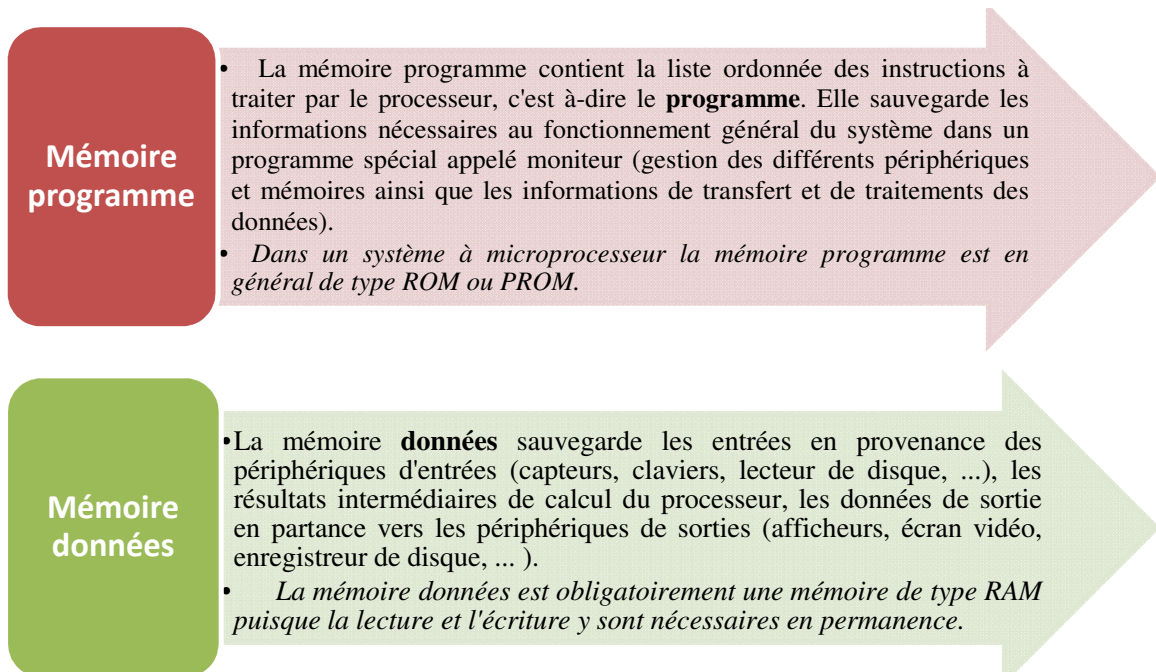 Mémoire
programme
• La mémoire programme contient la liste ordonnée des instructions à
traiter par le processeur, c'est à-dire le programme. Elle sauvegarde les
informations nécessaires au fonctionnement général du système dans un
programme spécial appelé moniteur (gestion des différents périphériques
et mémoires ainsi que les informations de transfert et de traitements des
données).
• Dans un système à microprocesseur la mémoire programme est en
général de type ROM ou PROM.
Mémoire
données
•La mémoire données sauvegarde les entrées en provenance des
périphériques d'entrées (capteurs, claviers, lecteur de disque, ...), les
résultats intermédiaires de calcul du processeur, les données de sortie
en partance vers les périphériques de sorties (afficheurs, écran vidéo,
enregistreur de disque, ... ).
• La mémoire données est obligatoirement une mémoire de type RAM
puisque la lecture et l'écriture y sont nécessaires en permanence.